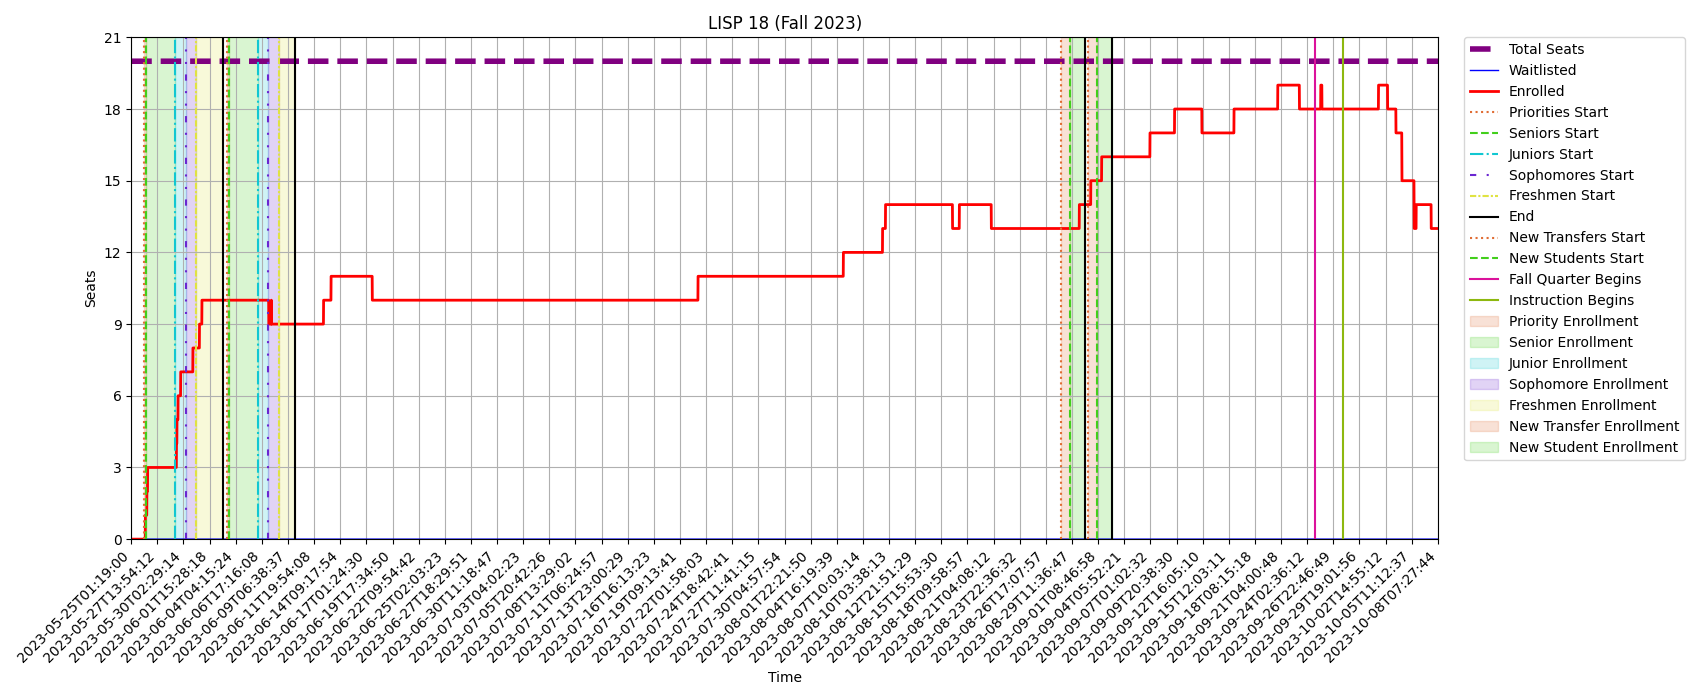 LISP 18 (Fall 2023)
21
18
15
12
9
6
3
0
Seats
2023-05-25T01:19:00
2023-05-27T13:54:12
2023-05-30T02:29:14
2023-06-01T15:28:18
2023-06-04T04:15:24
2023-06-06T17:16:08
2023-06-09T06:38:37
2023-06-11T19:54:08
2023-06-14T09:17:54
2023-06-17T01:24:30
2023-06-19T17:34:50
2023-06-22T09:54:42
2023-06-25T02:03:23
2023-06-27T18:29:51
2023-06-30T11:18:47
2023-07-03T04:02:23
2023-07-05T20:42:26
2023-07-08T13:29:02
2023-07-11T06:24:57
2023-07-13T23:00:29
2023-07-16T16:13:23
2023-07-19T09:13:41
2023-07-22T01:58:03
2023-07-24T18:42:41
2023-07-27T11:41:15
2023-07-30T04:57:54
2023-08-01T22:21:50
2023-08-04T16:19:39
2023-08-07T10:03:14
2023-08-10T03:38:13
2023-08-12T21:51:29
2023-08-15T15:53:30
2023-08-18T09:58:57
2023-08-21T04:08:12
2023-08-23T22:36:32
2023-08-26T17:07:57
2023-08-29T11:36:47
2023-09-01T08:46:58
2023-09-04T05:52:21
2023-09-07T01:02:32
2023-09-09T20:38:30
2023-09-12T16:05:10
2023-09-15T12:03:11
2023-09-18T08:15:18
2023-09-21T04:00:48
2023-09-24T02:36:12
2023-09-26T22:46:49
2023-09-29T19:01:56
2023-10-02T14:55:12
2023-10-05T11:12:37
2023-10-08T07:27:44
Time
Total Seats
Waitlisted
Enrolled
Priorities Start
Seniors Start
Juniors Start
Sophomores Start
Freshmen Start
End
New Transfers Start
New Students Start
Fall Quarter Begins
Instruction Begins
Priority Enrollment
Senior Enrollment
Junior Enrollment
Sophomore Enrollment
Freshmen Enrollment
New Transfer Enrollment
New Student Enrollment